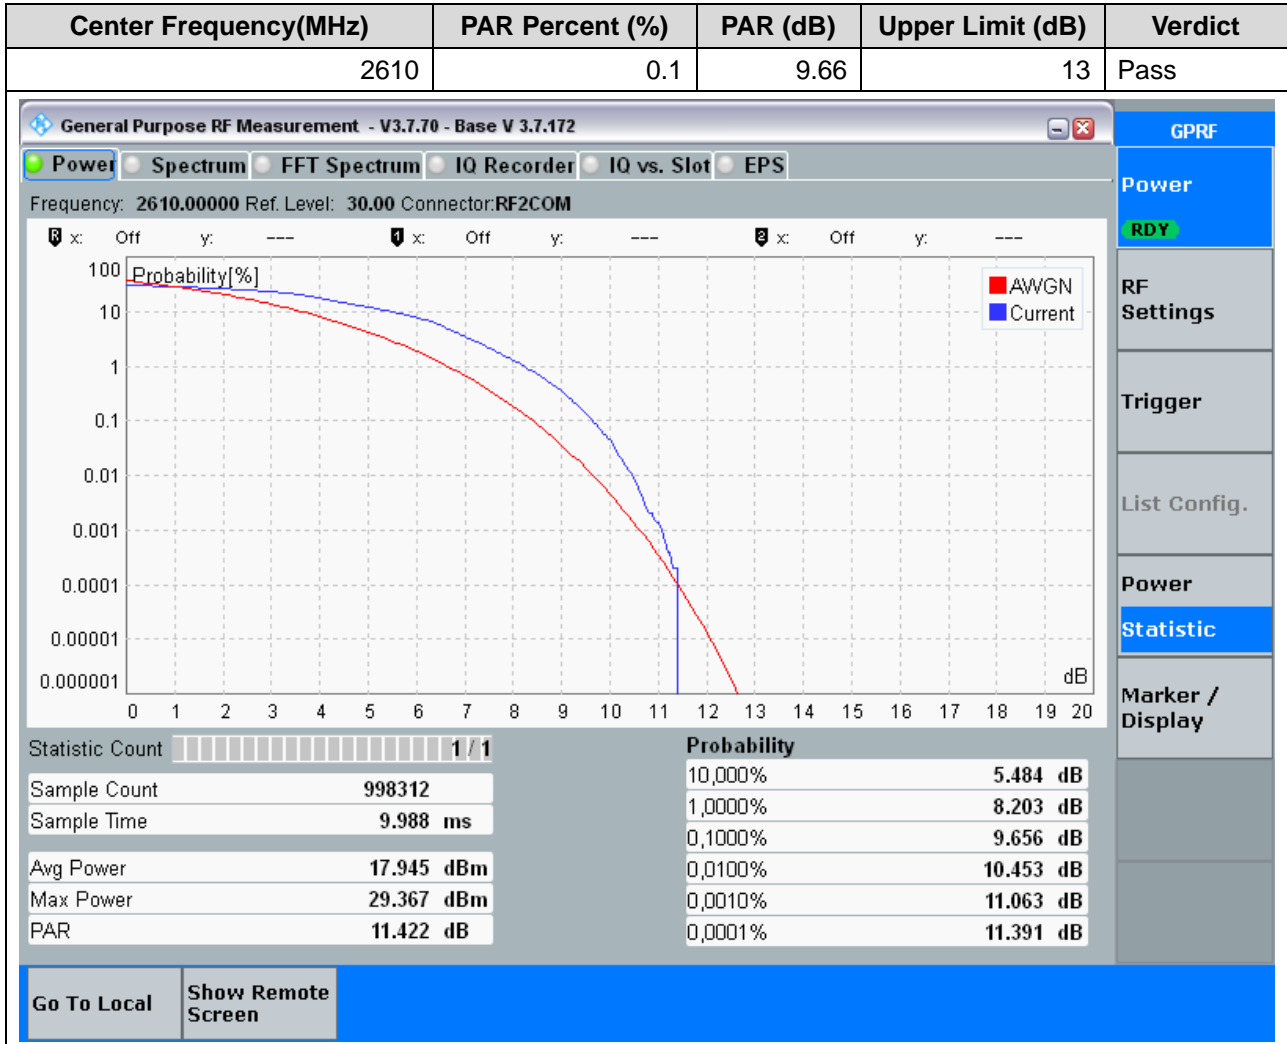 Center Frequency(MHz) PAR Percent (%) PAR (dB) Upper Limit (dB) Verdict
2610 0.1 9.66 13 Pass
General Purpose RF Measurement - V3.7.70 - Base V 3.7.172
GPRF
Power Spectrum FFT Spectrum IQ Recorder IQ vs. Slot EPS
Power
RDY
Frequency: 2610.00000 Ref. Level: 30.00 Connector:RF2COM
R x: Off y: --- 1 x: Off y: --- 2 x: Off y: ---
Probability[%]
AWGN
Current
100
10
1
0.1
0.01
0.001
0.0001
0.00001
0.000001
dB
0 1 2 3 4 5 6 7 8 9 10 11 12 13 14 15 16 17 18 19 20
RF
Settings
Trigger
List Config.
Power
Statistic
Marker /
Display
Statistic Count 1 / 1
Sample Count 998312
Sample Time 9.988 ms
Avg Power 17.945 dBm
Max Power 29.367 dBm
PAR 11.422 dB
Probability
10,000% 5.484 dB
1,0000% 8.203 dB
0,1000% 9.656 dB
0,0100% 10.453 dB
0,0010% 11.063 dB
0,0001% 11.391 dB
Go To Local
Show Remote
Screen